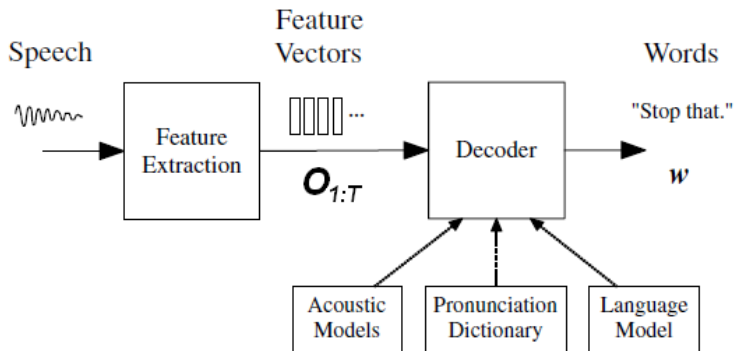 Speech
Feature
Vectors
Words
Feature
Extraction
...
O1:T
Decoder
"Stop that."
w
Acoustic
Models
Pronunciation
Dictionary
Language
Model